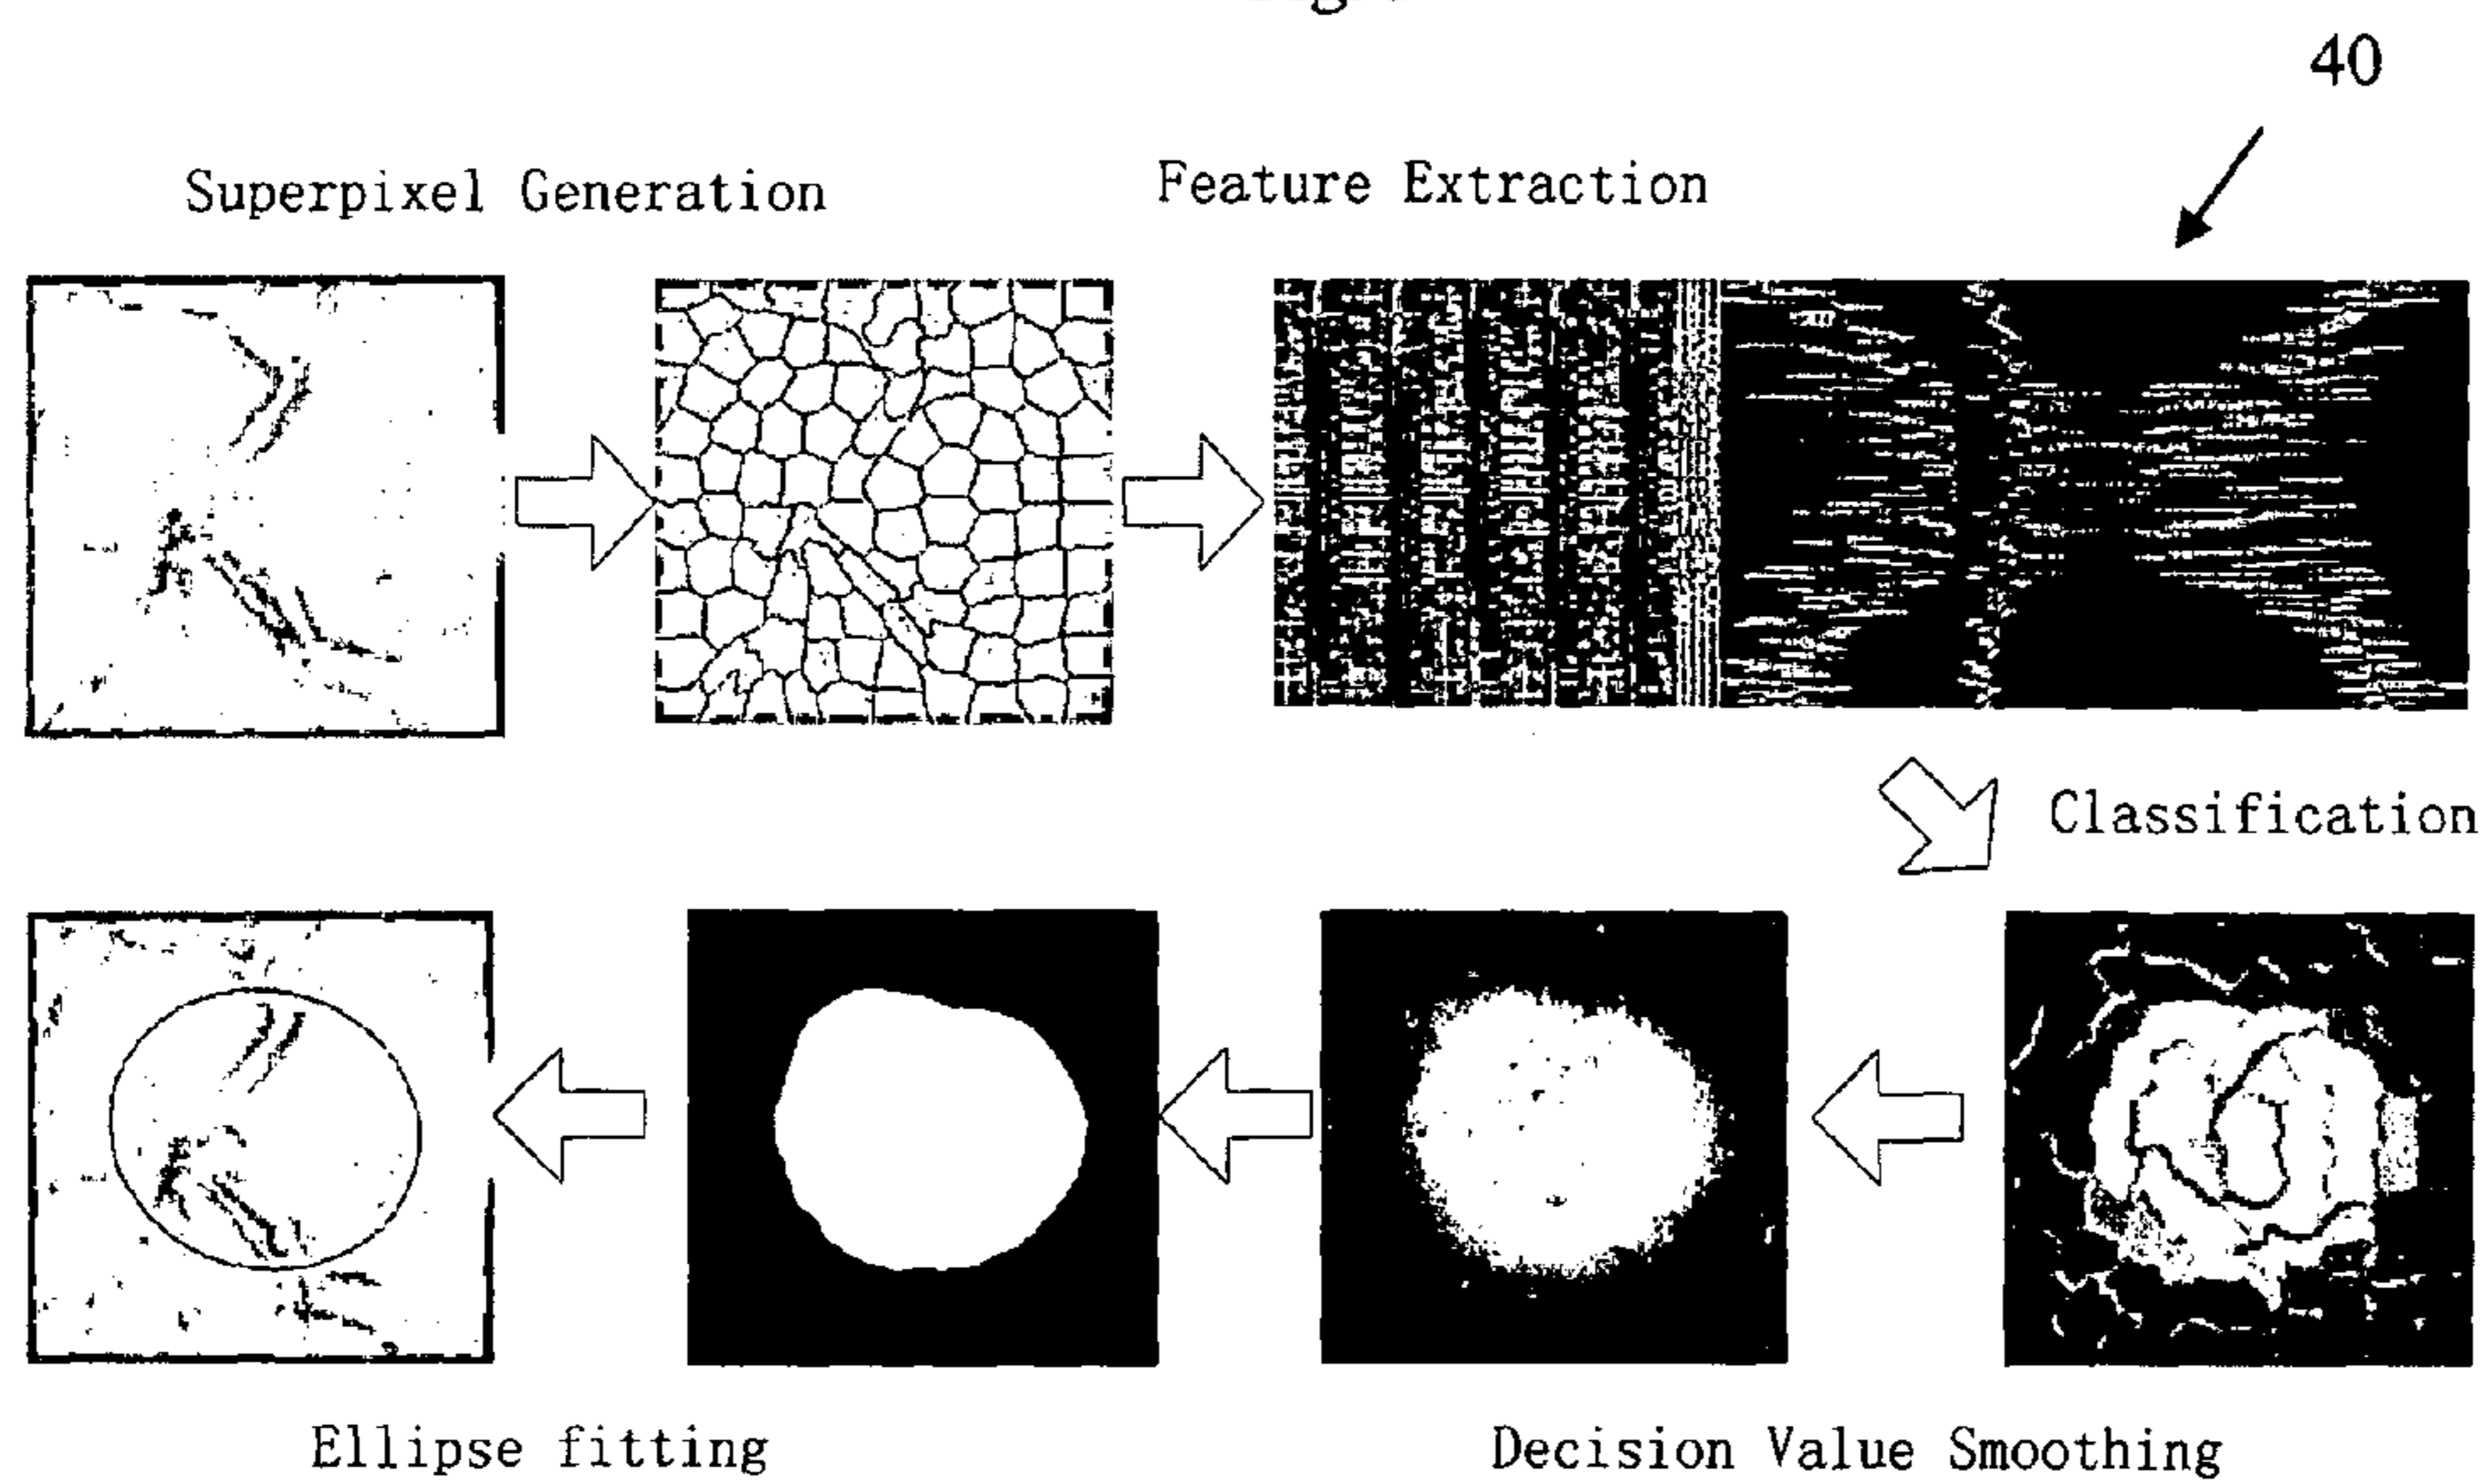 40
Superpixel Generation
Feature Extraction
Classification
Ellipse fitting
Decision Value Smoothing